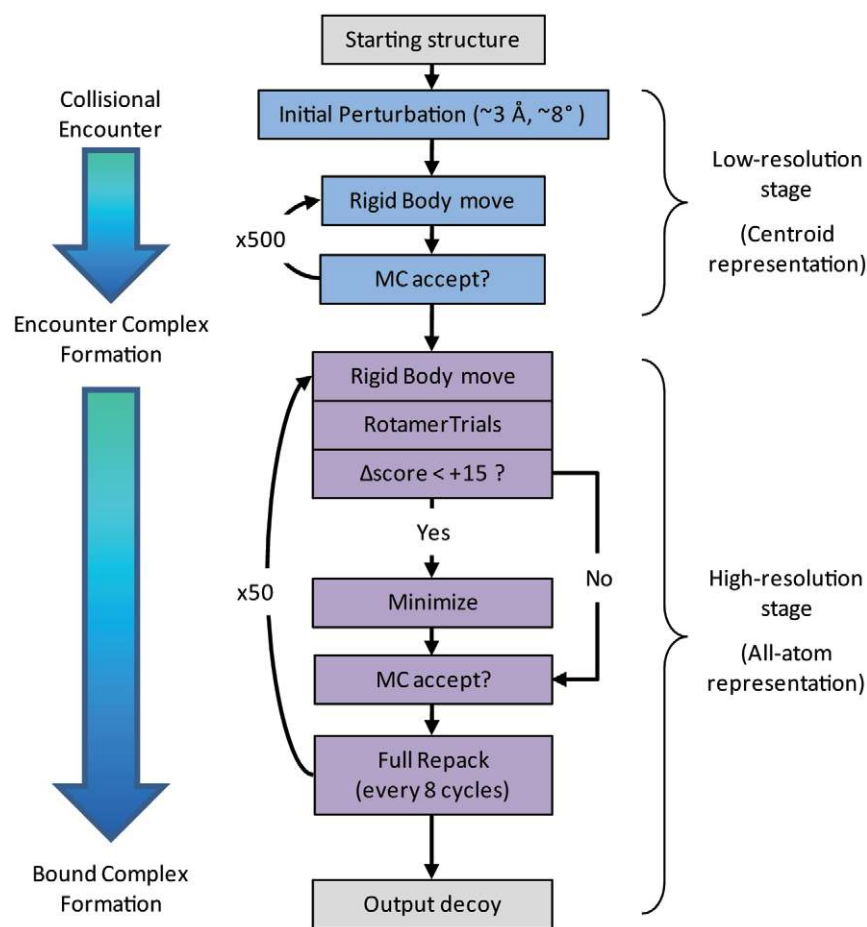 Starting structure
Collisional
Encounter
Initial Perturbation (~3 Å, ~8°)
Low-resolution
stage
(Centroid
representation)
Rigid Body move
x500
MC accept?
Encounter Complex
Formation
Rigid Body move
RotamerTrials
Δscore < +15 ?
Yes
No
x50
Minimize
High-resolution
stage
(All-atom
representation)
MC accept?
Full Repack
(every 8 cycles)
Bound Complex
Formation
Output decoy